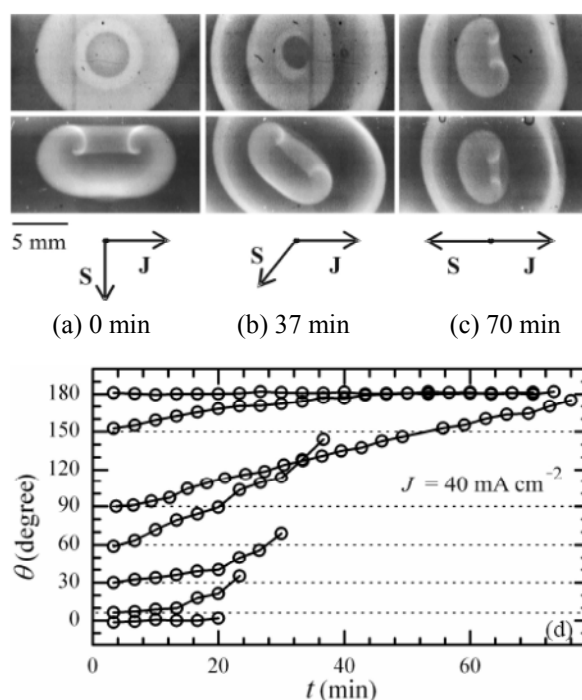 5 mm
J J S J
S S
(a) 0 min (b) 37 min (c) 70 min
θ (degree)
180
150
120
90
60
30
0
J = 40 mA cm⁻²
(d)
0 20 40 60
t (min)